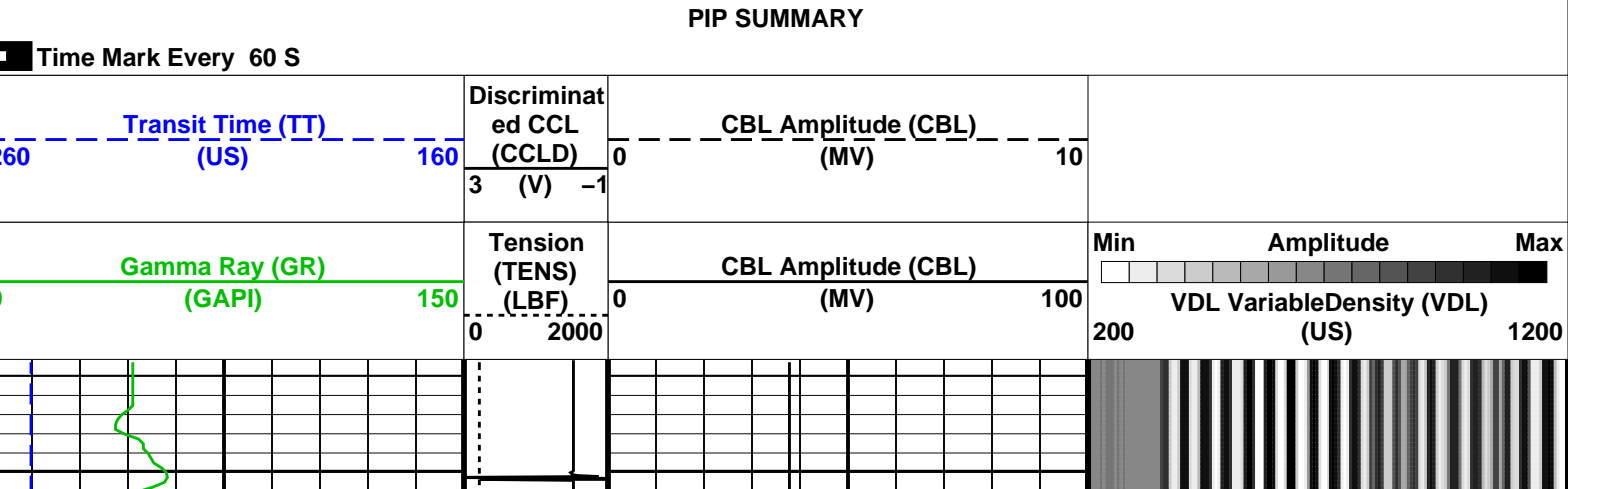 PIP SUMMARY
Time Mark Every 60 S
Transit Time (TT)
(US)
160
Discriminat
ed CCL
(CCLD)
3 (V) –1
CBL Amplitude (CBL)
0 (MV) 10
Gamma Ray (GR)
(GAPI) 150
Tension
(TENS)
(LBF)
0 2000
CBL Amplitude (CBL)
0 (MV) 100
Min Amplitude Max
VDL VariableDensity (VDL)
200 (US) 1200